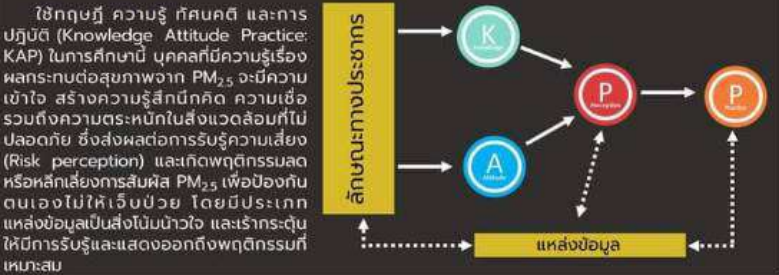 ใช้ทฤษฎี ความรู้ ทัศนคติ และการ
ปฏิบัติ (Knowledge Attitude Practice:
KAP) ในการศึกษานี้ บุคคลที่มีความรู้เรื่อง
ผลกระทบต่อสุขภาพจาก PM2.5 จะมีความ
เข้าใจ สร้างความรู้สึกนึกคิด ความเชื่อ
รวมถึงความตระหนักในสิ่งแวดล้อมที่ไม่
ปลอดภัย ซึ่งส่งผลต่อการรับรู้ความเสี่ยง
(Risk perception) และเกิดพฤติกรรมลด
หรือหลีกเลี่ยงการสัมผัส PM2.5 เพื่อป้องกัน
ตนเองไม่ให้เจ็บป่วย โดยมีประเภท
แหล่งข้อมูลเป็นสิ่งโน้มน้าวใจ และเร้ากระตุ้น
ให้มีการรับรู้และแสดงออกถึงพฤติกรรมที่
เหมาะสม
ลักษณะทางประชากร
K
Knowledge
A
Attitude
P
Perception
P
Practice
แหล่งข้อมูล